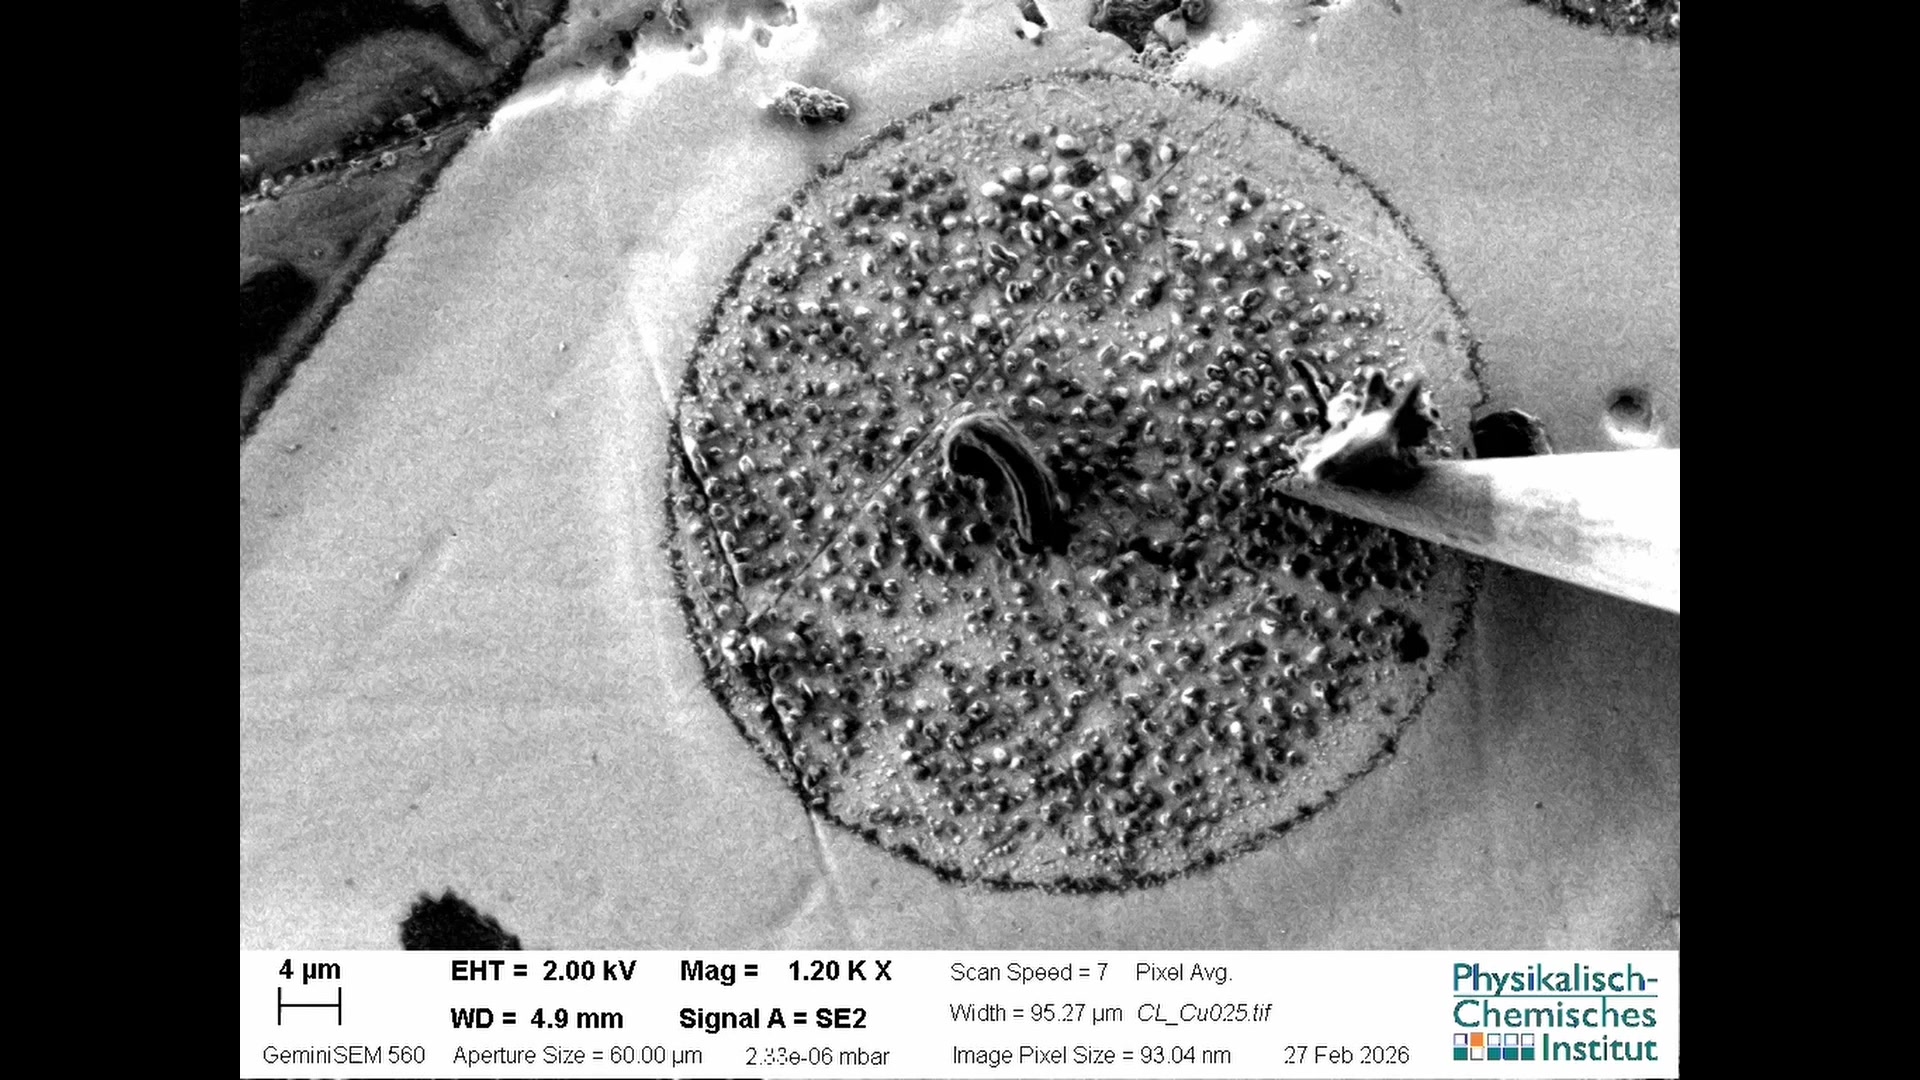 4 µm
EHT = 2.00 kV
Mag = 1.20 K X
Scan Speed = 7 Pixel Avg.
WD = 4.9 mm
Signal A = SE2
Width = 95.27 µm CL_Cu025.tif
GeminiSEM 560
Aperture Size = 60.00 µm
mbar
Image Pixel Size = 93.04 nm
27 Feb 2026
Physikalisch-
Chemisches
Institut